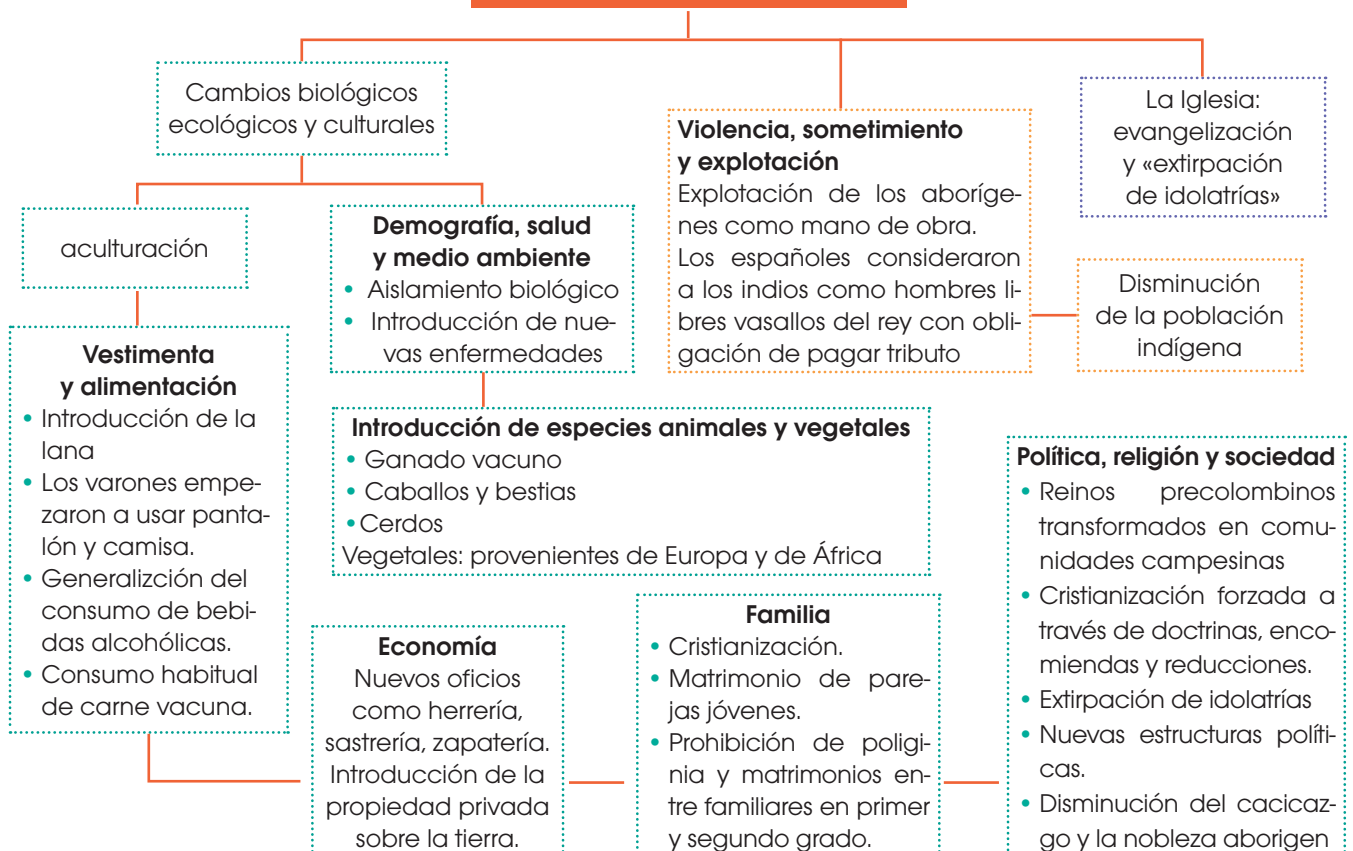 Cambios biológicos
ecológicos y culturales
aculturación
Vestimenta
y alimentación
• Introducción de la
lana
• Los varones empe-
zaron a usar panta-
lón y camisa.
• Generalizción del
consumo de bebi-
das alcohólicas.
• Consumo habitual
de carne vacuna.
Demografía, salud
y medio ambiente
• Aislamiento biológico
• Introducción de nue-
vas enfermedades
Introducción de especies animales y vegetales
• Ganado vacuno
• Caballos y bestias
• Cerdos
Vegetales: provenientes de Europa y de África
Economía
Nuevos oficios
como herrería,
sastrería, zapatería.
Introducción de la
propiedad privada
sobre la tierra.
Familia
• Cristianización.
• Matrimonio de pare-
jas jóvenes.
• Prohibición de poligi-
nia y matrimonios en-
tre familiares en primer
y segundo grado.
Política, religión y sociedad
• Reinos precolombinos
transformados en comu-
nidades campesinas
• Cristianización forzada a
través de doctrinas, enco-
miendas y reducciones.
• Extirpación de idolatrías
• Nuevas estructuras políti-
cas.
• Disminución del cacicaz-
go y la nobleza aborigen
Violencia, sometimiento
y explotación
Explotación de los aboríge-
nes como mano de obra.
Los españoles consideraron
a los indios como hombres li-
bres vasallos del rey con obli-
gación de pagar tributo
Disminución
de la población
indígena
La Iglesia:
evangelización
y «extirpación
de idolatrías»